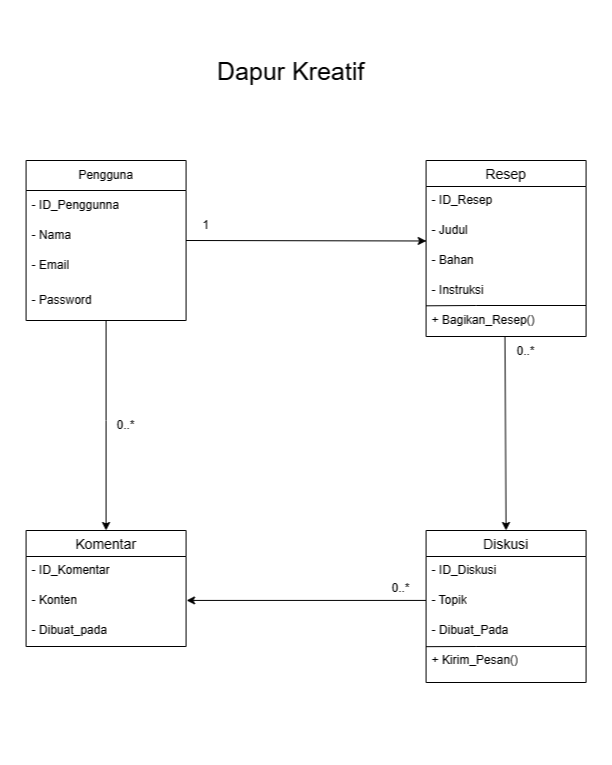 Dapur Kreatif
Pengguna
- ID_Penggunna
- Nama
- Email
- Password
1
Resep
- ID_Resep
- Judul
- Bahan
- Instruksi
+ Bagikan_Resep()
0..*
0..*
Komentar
- ID_Komentar
- Konten
- Dibuat_pada
0..*
Diskusi
- ID_Diskusi
- Topik
- Dibuat_Pada
+ Kirim_Pesan()